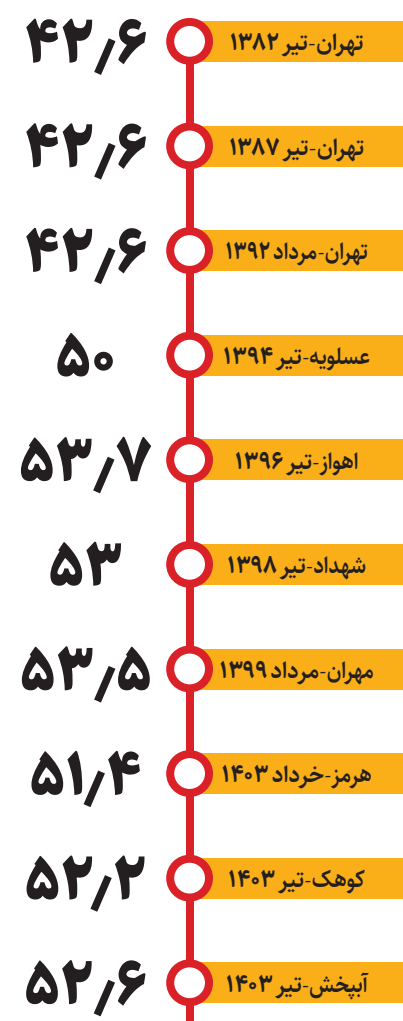 تهران-تیر ۱۳۸۲
۴۲٫۶
تهران-تیر ۱۳۸۷
۴۲٫۶
تهران-مرداد ۱۳۹۲
۴۲٫۶
عسلویه-تیر ۱۳۹۴
۵۰
اهواز-تیر ۱۳۹۶
۵۳٫۷
شهداد-تیر ۱۳۹۸
۵۳
مهران-مرداد ۱۳۹۹
۵۳٫۵
هرمز-خرداد ۱۴۰۳
۵۱٫۴
کوهک-تیر ۱۴۰۳
۵۲٫۲
آبپخش-تیر ۱۴۰۳
۵۲٫۶